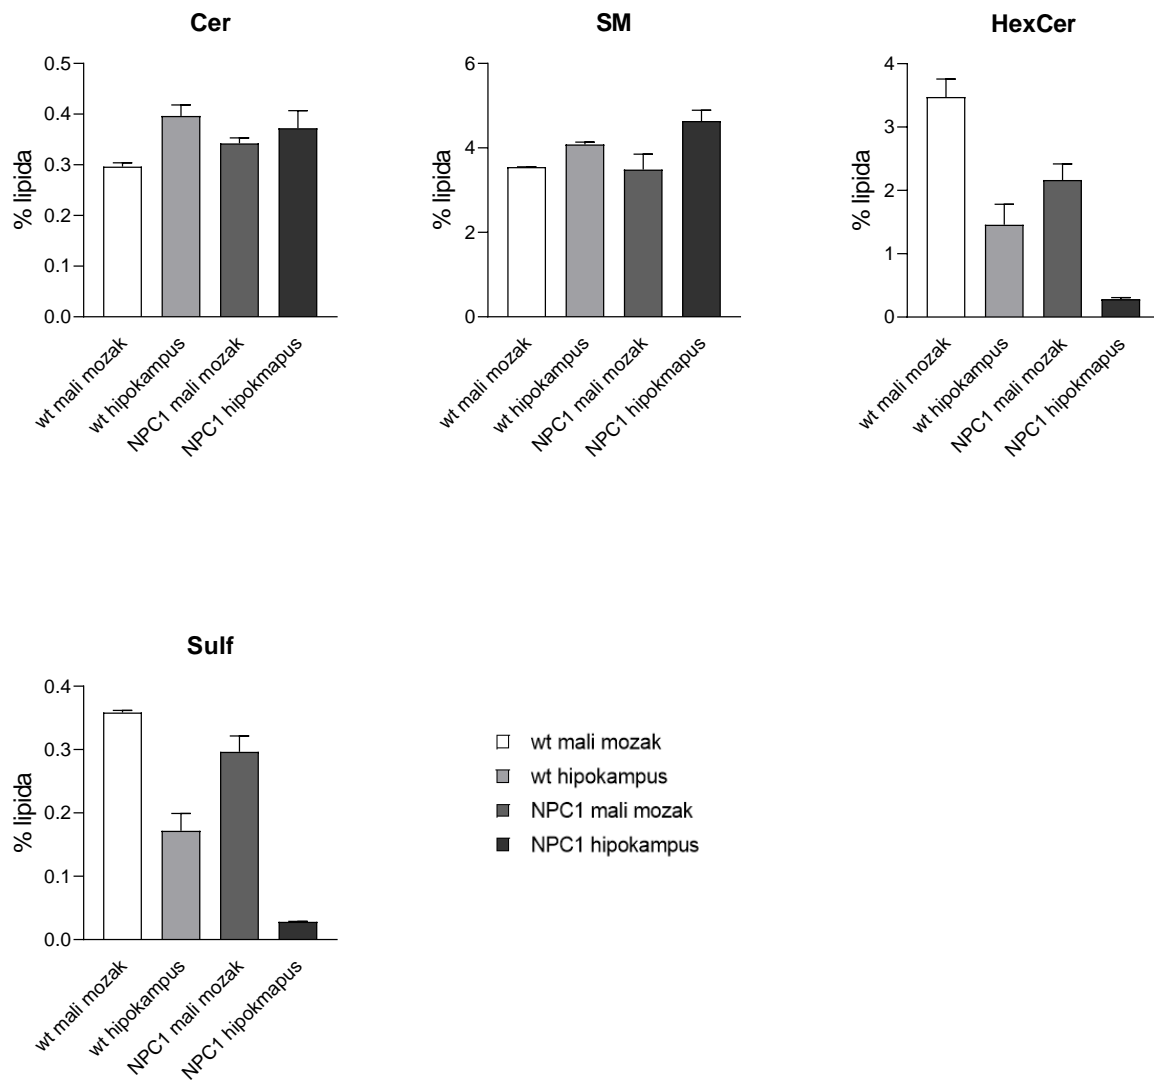 Cer
0.5
0.4
0.3
0.2
0.1
0.0
% lipida
wt mali mozak
wt hipokampus
NPC1 mali mozak
NPC1 hipokmapus
SM
6
4
2
0
% lipida
wt mali mozak
wt hipokampus
NPC1 mali mozak
NPC1 hipokmapus
HexCer
4
3
2
1
0
% lipida
wt mali mozak
wt hipokampus
NPC1 mali mozak
NPC1 hipokmapus
Sulf
0.4
0.3
0.2
0.1
0.0
% lipida
wt mali mozak
wt hipokampus
NPC1 mali mozak
NPC1 hipokmapus
wt mali mozak
wt hipokampus
NPC1 mali mozak
NPC1 hipokampus